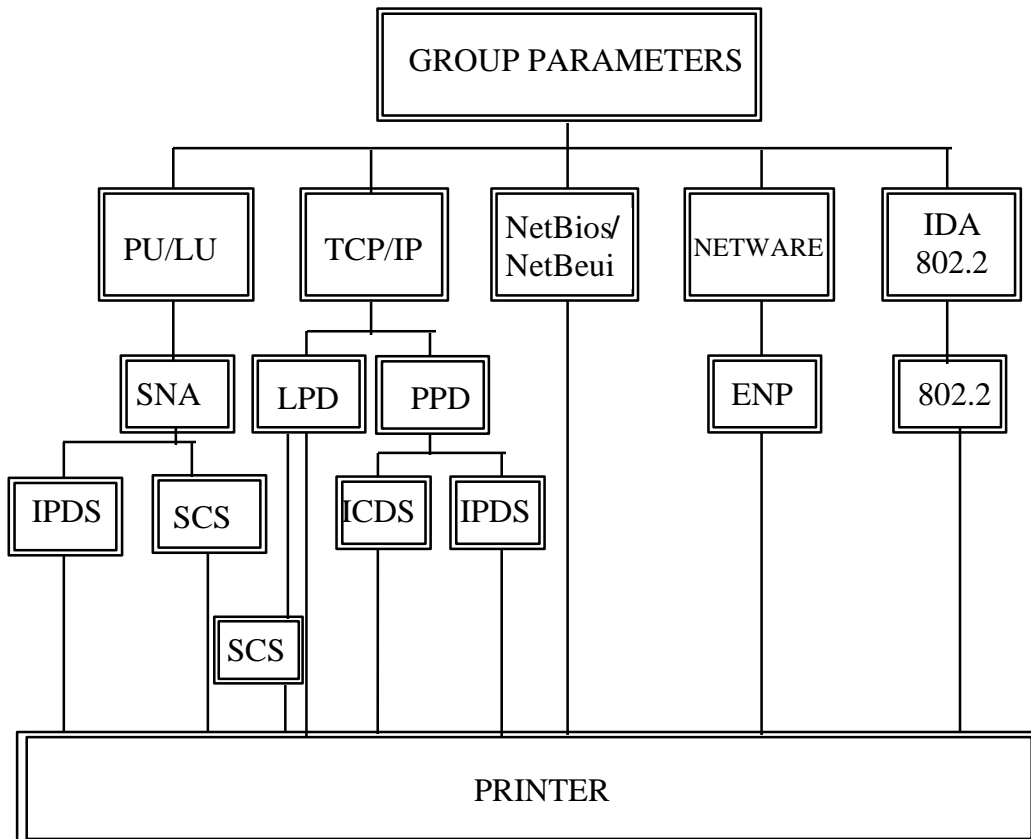 GROUP PARAMETERS
PU/LU
TCP/IP
NetBios/
NetBeui
NETWARE
IDA
802.2
SNA
LPD
PPD
ENP
802.2
IPDS
SCS
ICDS
IPDS
SCS
PRINTER